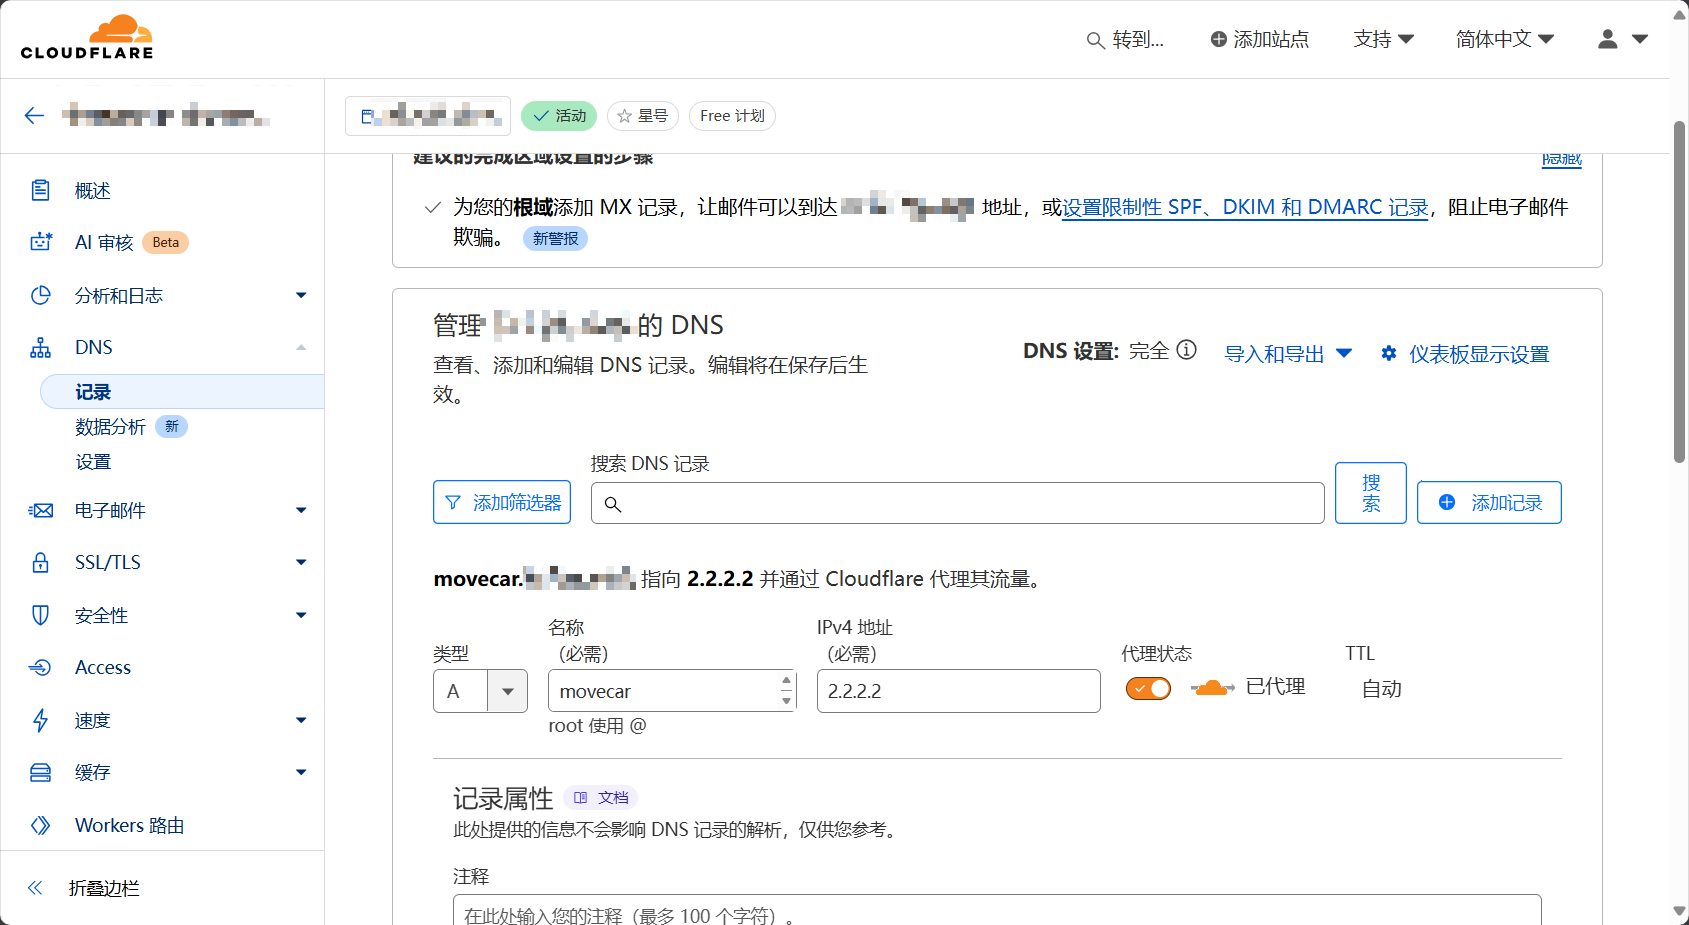 CLOUDFLARE
转到...
添加站点
支持
简体中文
活动
星号
Free 计划
概述
AI 审核 Beta
分析和日志
DNS
记录
数据分析 新
设置
电子邮件
SSL/TLS
安全性
Access
速度
缓存
Workers 路由
折叠边栏
建议的完成区域设置的步骤
隐藏
为您的根域添加 MX 记录，让邮件可以到达 地址，或设置限制性 SPF、DKIM 和 DMARC 记录，阻止电子邮件
欺骗。 新警报
管理 的 DNS
查看、添加和编辑 DNS 记录。编辑将在保存后生
效。
DNS 设置: 完全
导入和导出
仪表板显示设置
搜索 DNS 记录
添加筛选器
搜
索
添加记录
movecar. 指向 2.2.2.2 并通过 Cloudflare 代理其流量。
类型
名称
（必需）
IPv4 地址
（必需）
代理状态
TTL
A
movecar
2.2.2.2
已代理
自动
root 使用 @
记录属性 文档
此处提供的信息不会影响 DNS 记录的解析，仅供您参考。
注释
在此处输入您的注释（最多 100 个字符）。